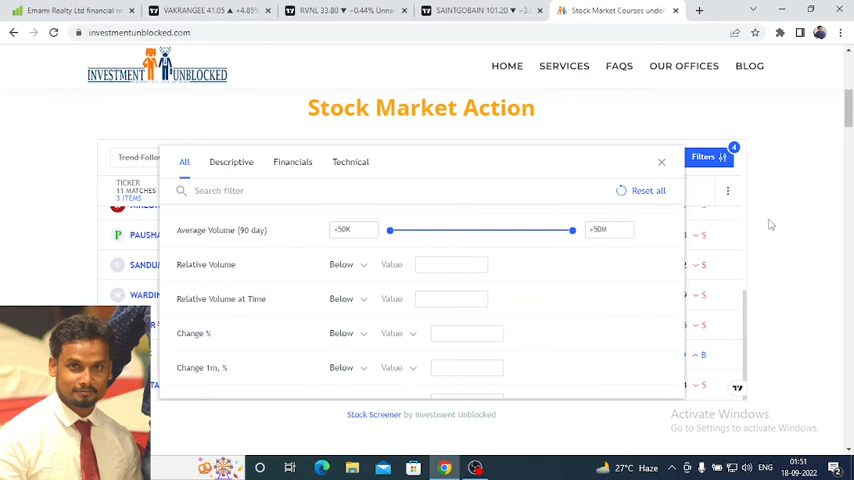 Emami Realty Ltd financial re
VAKRANGEE 41.05 ▲ +4.85%
RVNL 33.80 ▼ −0.44% Unna
SAINTGOBAIN 101.20 ▼ −3.
Stock Market Courses under
investmentunblocked.com
INVESTMENT UNBLOCKED
HOME SERVICES FAQS OUR OFFICES BLOG
Stock Market Action
Trend-Follow
All Descriptive Financials Technical
Filters 4
TICKER
11 MATCHES
3 ITEMS
Search filter
Reset all
Average Volume (90 day) <50K >50M
P PAUSHA
S
Relative Volume Below Value
S SANDUM
S
Relative Volume at Time Below Value
WARDIN
S
Change % Below Value
S
Change 1m, % Below Value
B
S
Stock Screener by Investment Unblocked
Activate Windows
Go to Settings to activate Windows.
27°C Haze
ENG
01:51
18-09-2022
2